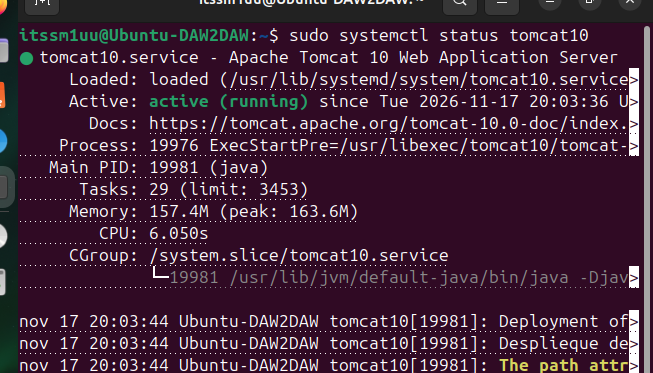 itssm1uu@Ubuntu-DAW2DAW: ~
itssm1uu@Ubuntu-DAW2DAW:~$ sudo systemctl status tomcat10
● tomcat10.service - Apache Tomcat 10 Web Application Server
Loaded: loaded (/usr/lib/systemd/system/tomcat10.service>
Active: active (running) since Tue 2026-11-17 20:03:36 U>
Docs: https://tomcat.apache.org/tomcat-10.0-doc/index.>
Process: 19976 ExecStartPre=/usr/libexec/tomcat10/tomcat->
Main PID: 19981 (java)
Tasks: 29 (limit: 3453)
Memory: 157.4M (peak: 163.6M)
CPU: 6.050s
CGroup: /system.slice/tomcat10.service
└─19981 /usr/lib/jvm/default-java/bin/java -Djav>
nov 17 20:03:44 Ubuntu-DAW2DAW tomcat10[19981]: Deployment of>
nov 17 20:03:44 Ubuntu-DAW2DAW tomcat10[19981]: Desplieque de>
nov 17 20:03:44 Ubuntu-DAW2DAW tomcat10[19981]: The path attr>